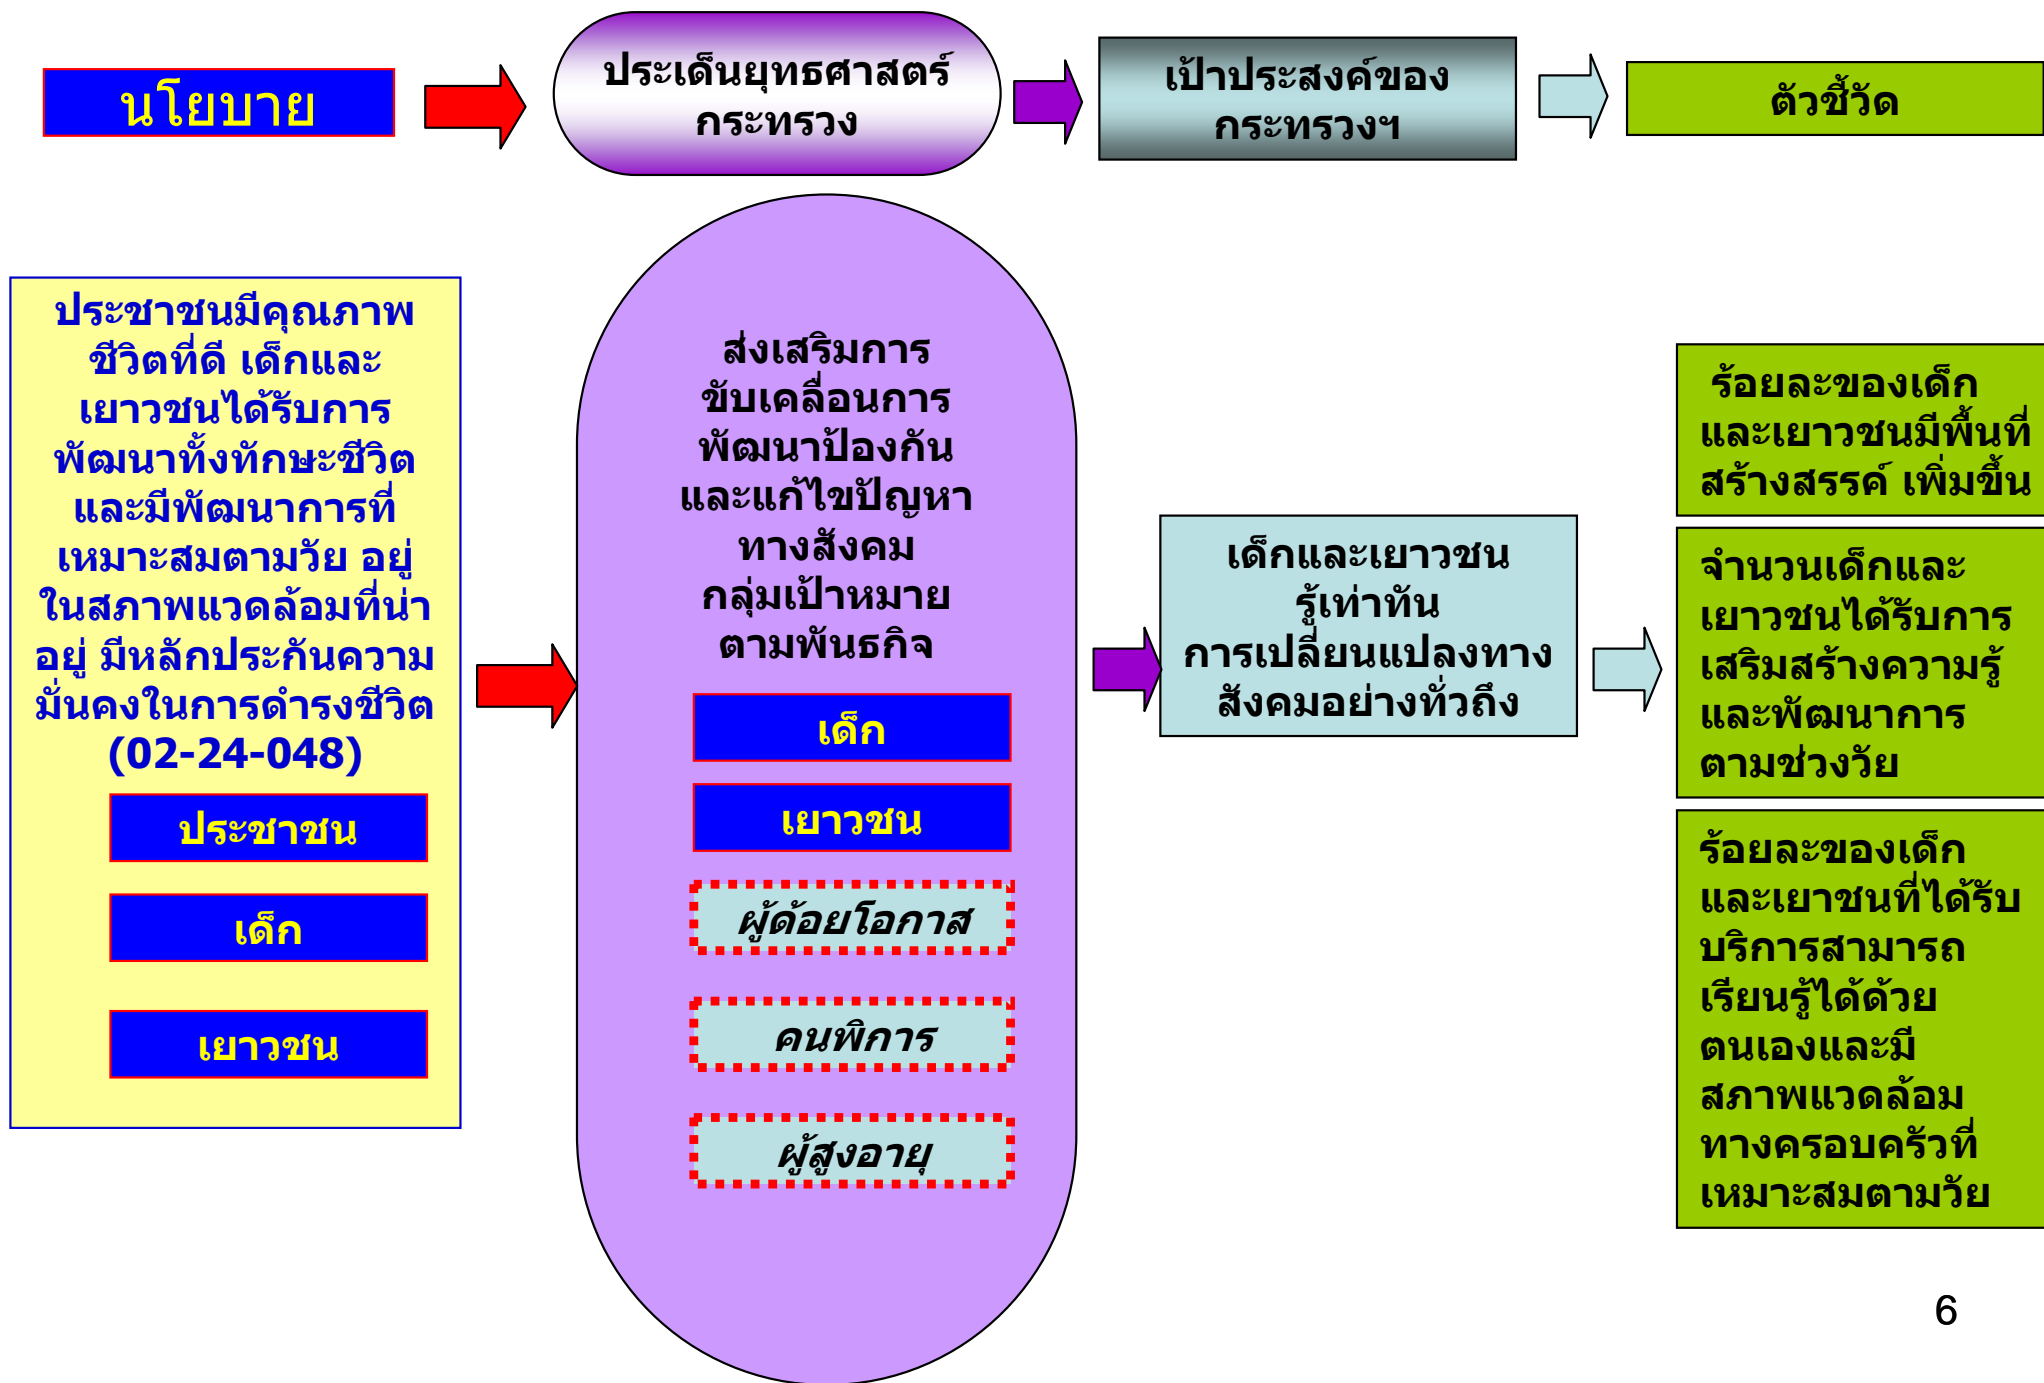 นโยบาย
ประเด็นยุทธศาสตร์
กระทรวง
เป้าประสงค์ของ
กระทรวงฯ
ตัวชี้วัด
ประชาชนมีคุณภาพ
ชีวิตที่ดี เด็กและ
เยาวชนได้รับการ
พัฒนาทั้งทักษะชีวิต
และมีพัฒนาการที่
เหมาะสมตามวัย อยู่
ในสภาพแวดล้อมที่น่า
อยู่ มีหลักประกันความ
มั่นคงในการดำรงชีวิต
(02-24-048)
ประชาชน
เด็ก
เยาวชน
ส่งเสริมการ
ขับเคลื่อนการ
พัฒนาป้องกัน
และแก้ไขปัญหา
ทางสังคม
กลุ่มเป้าหมาย
ตามพันธกิจ
เด็ก
เยาวชน
ผู้ด้อยโอกาส
คนพิการ
ผู้สูงอายุ
เด็กและเยาวชน
รู้เท่าทัน
การเปลี่ยนแปลงทาง
สังคมอย่างทั่วถึง
ร้อยละของเด็ก
และเยาวชนมีพื้นที่
สร้างสรรค์ เพิ่มขึ้น
จำนวนเด็กและ
เยาวชนได้รับการ
เสริมสร้างความรู้
และพัฒนาการ
ตามช่วงวัย
ร้อยละของเด็ก
และเยาชนที่ได้รับ
บริการสามารถ
เรียนรู้ได้ด้วย
ตนเองและมี
สภาพแวดล้อม
ทางครอบครัวที่
เหมาะสมตามวัย
6